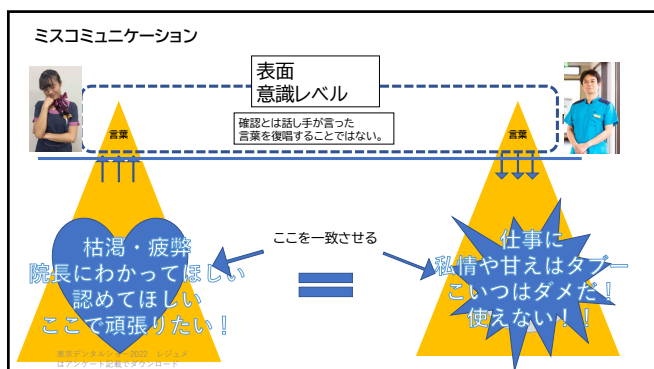 ミスコミュニケーション
表面
意識レベル
確認とは話し手が言った
言葉を復唱することではない。
言葉
言葉
ここを一致させる
枯渇・疲弊
院長にわかってほしい
認めてほしい
ここで頑張りたい！
仕事に
私情や甘えはタブー
こいつはダメだ！
使えない！！
東京デンタルショー2022　レジュメ
はアンケート記載でダウンロード